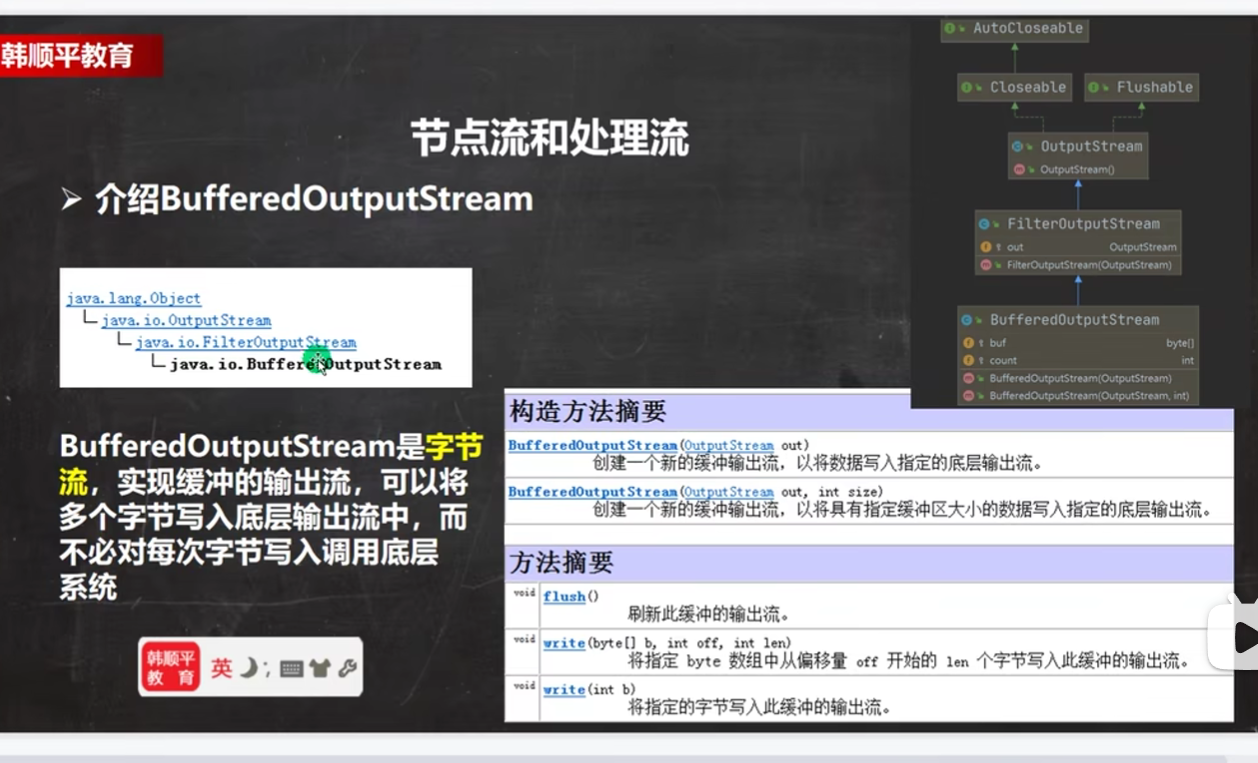 韩顺平教育
节点流和处理流
➢ 介绍BufferedOutputStream
java.lang.Object
java.io.OutputStream
java.io.FilterOutputStream
java.io.BufferedOutputStream
BufferedOutputStream是字节
流，实现缓冲的输出流，可以将
多个字节写入底层输出流中，而
不必对每次字节写入调用底层
系统
韩顺平
教 育
英
AutoCloseable
Closeable
Flushable
OutputStream
OutputStream()
FilterOutputStream
out OutputStream
FilterOutputStream(OutputStream)
BufferedOutputStream
buf byte[]
count int
BufferedOutputStream(OutputStream)
BufferedOutputStream(OutputStream, int)
构造方法摘要
BufferedOutputStream(OutputStream out)
创建一个新的缓冲输出流，以将数据写入指定的底层输出流。
BufferedOutputStream(OutputStream out, int size)
创建一个新的缓冲输出流，以将具有指定缓冲区大小的数据写入指定的底层输出流。
方法摘要
void flush()
刷新此缓冲的输出流。
void write(byte[] b, int off, int len)
将指定 byte 数组中从偏移量 off 开始的 len 个字节写入此缓冲的输出流。
void write(int b)
将指定的字节写入此缓冲的输出流。